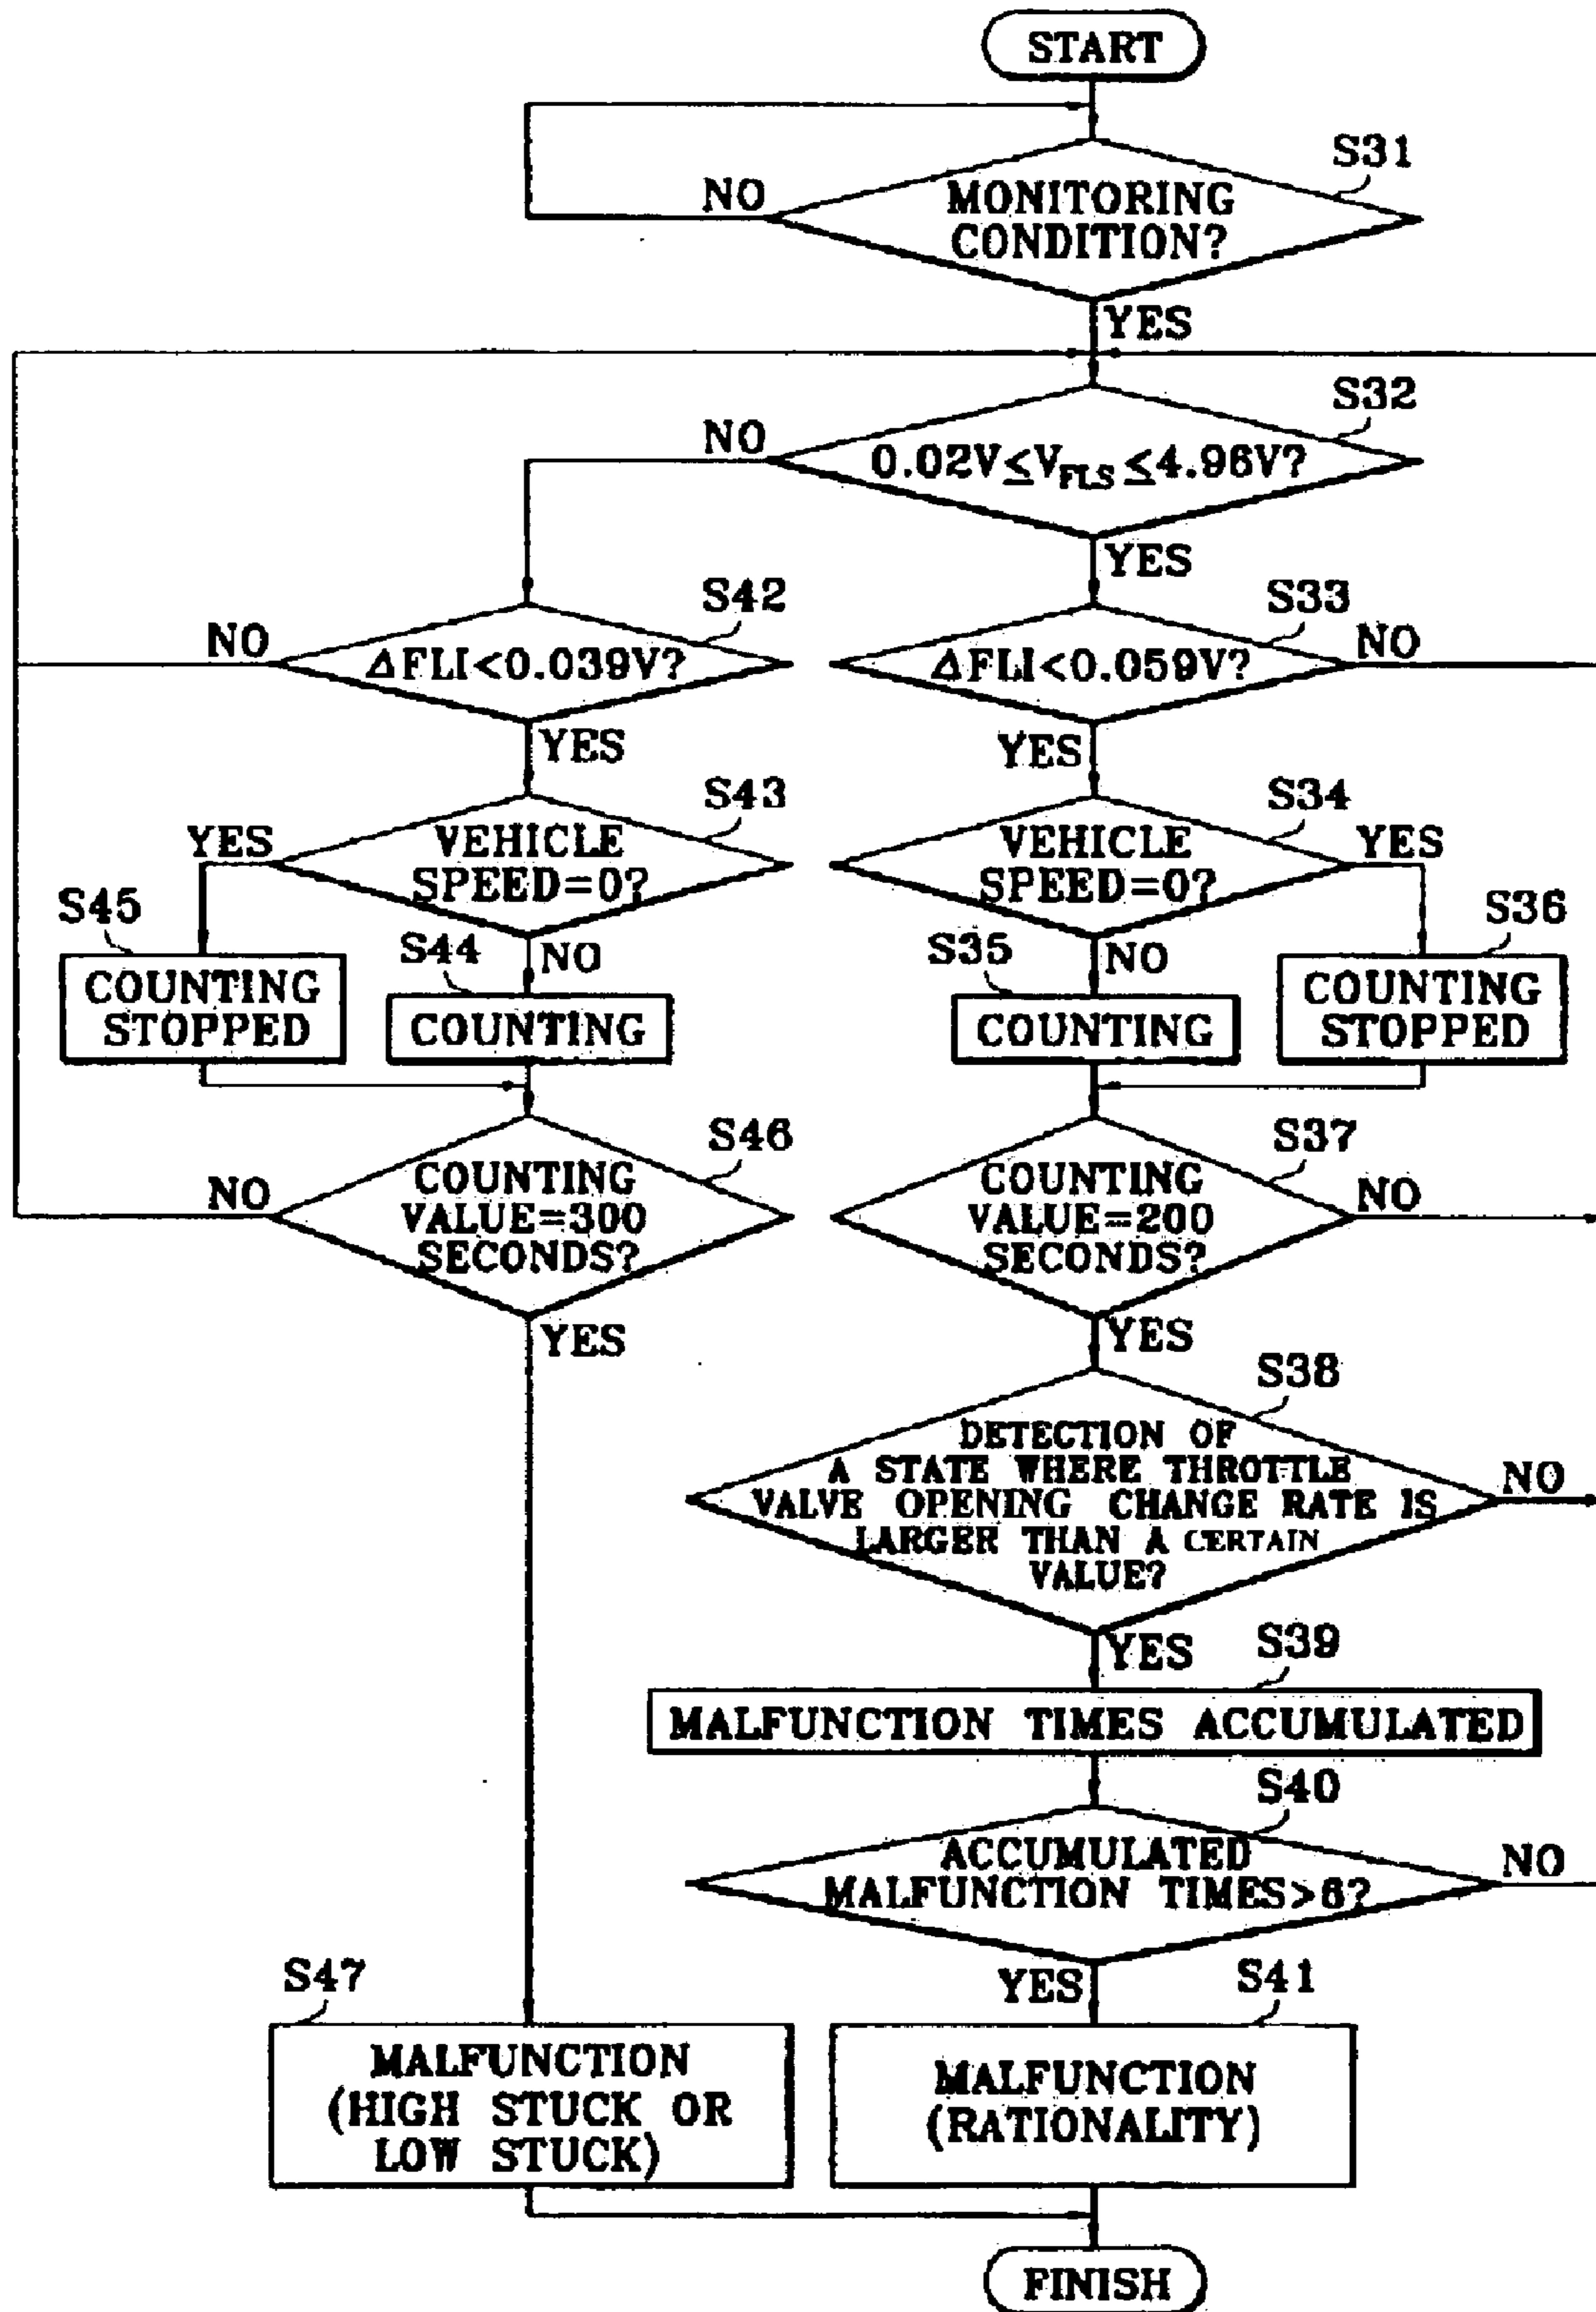 START
S31
NO
MONITORING
CONDITION?
YES
S32
NO
0.02V≤VFLS≤4.96V?
YES
S42
S33
NO
ΔFLI<0.039V?
ΔFLI<0.059V?
NO
YES
YES
S43
S34
YES
VEHICLE
SPEED=0?
VEHICLE
SPEED=0?
YES
S45
S44
NO
S35
NO
S36
COUNTING
STOPPED
COUNTING
COUNTING
COUNTING
STOPPED
S46
S37
NO
COUNTING
VALUE=300
SECONDS?
COUNTING
VALUE=200
SECONDS?
NO
YES
YES
S38
DETECTION OF
A STATE WHERE THROTTLE
VALVE OPENING CHANGE RATE IS
LARGER THAN A CERTAIN
VALUE?
NO
YES
S39
MALFUNCTION TIMES ACCUMULATED
S40
ACCUMULATED
MALFUNCTION TIMES>6?
NO
YES
S47
S41
MALFUNCTION
(HIGH STUCK OR
LOW STUCK)
MALFUNCTION
(RATIONALITY)
FINISH